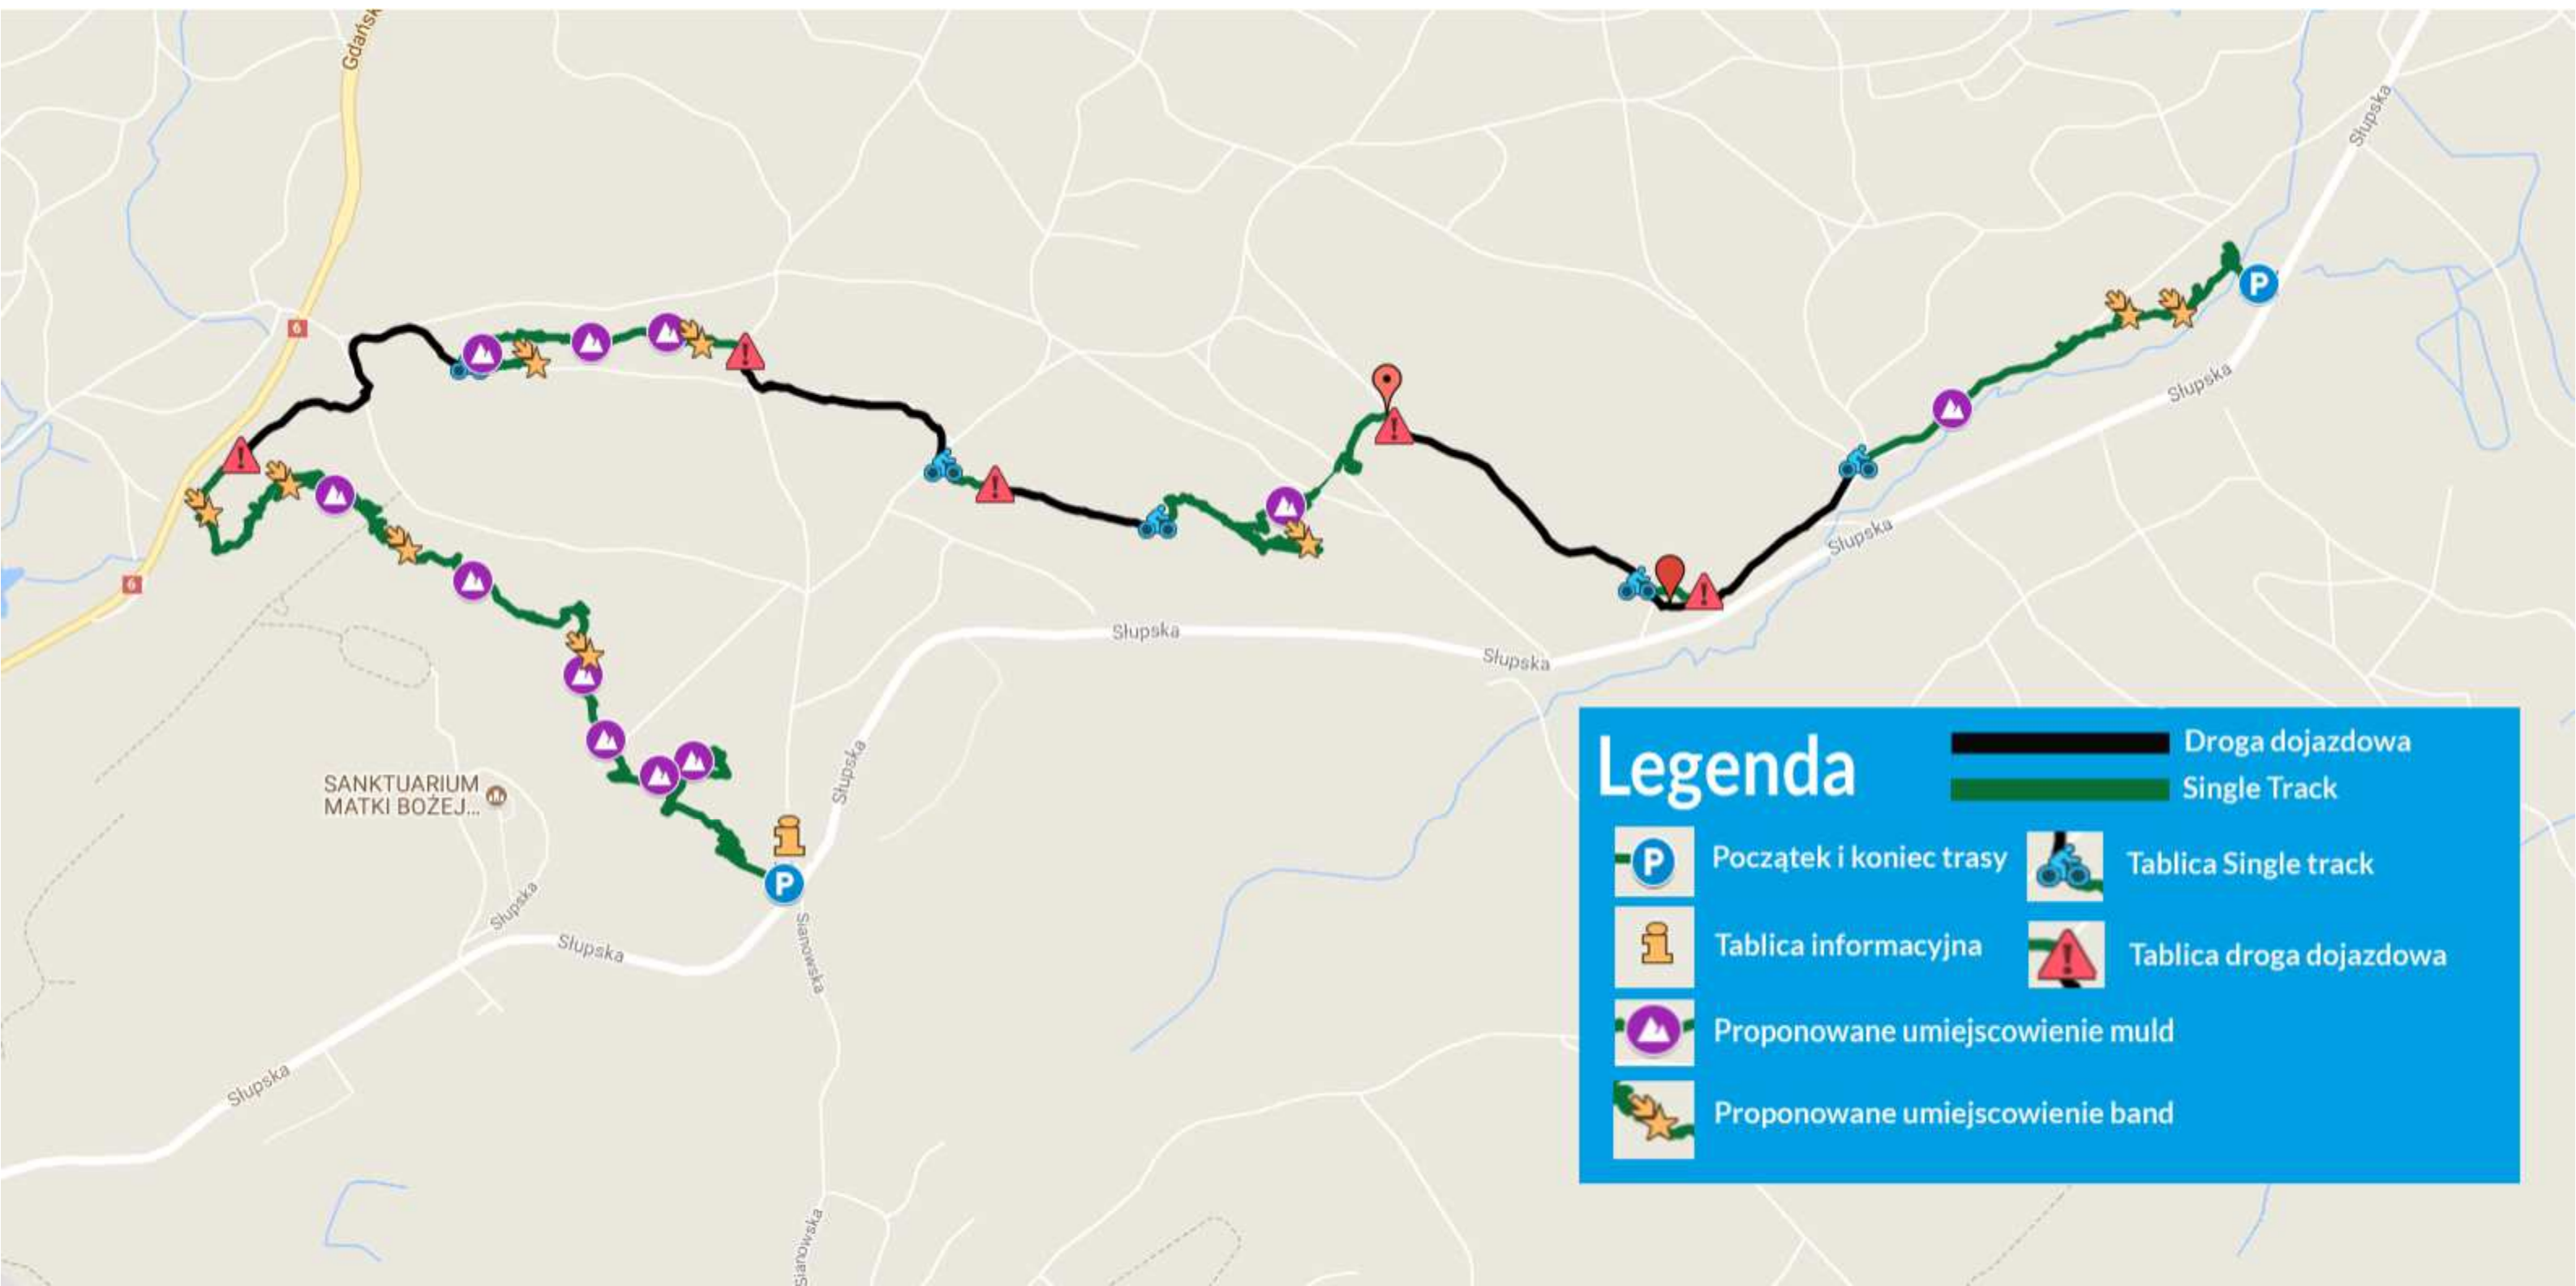 Gdańsk
Słupska
6
P
Słupska
6
Słupska
Słupska
Słupska
Słupska
SANKTUARIUM
MATKI BOŻEJ...
P
Słupska
Słupska
Sianowska
Słupska
Sianowska
Legenda
Droga dojazdowa
Single Track
P
Początek i koniec trasy
Tablica Single track
Tablica informacyjna
Tablica droga dojazdowa
Proponowane umiejscowienie muld
Proponowane umiejscowienie band